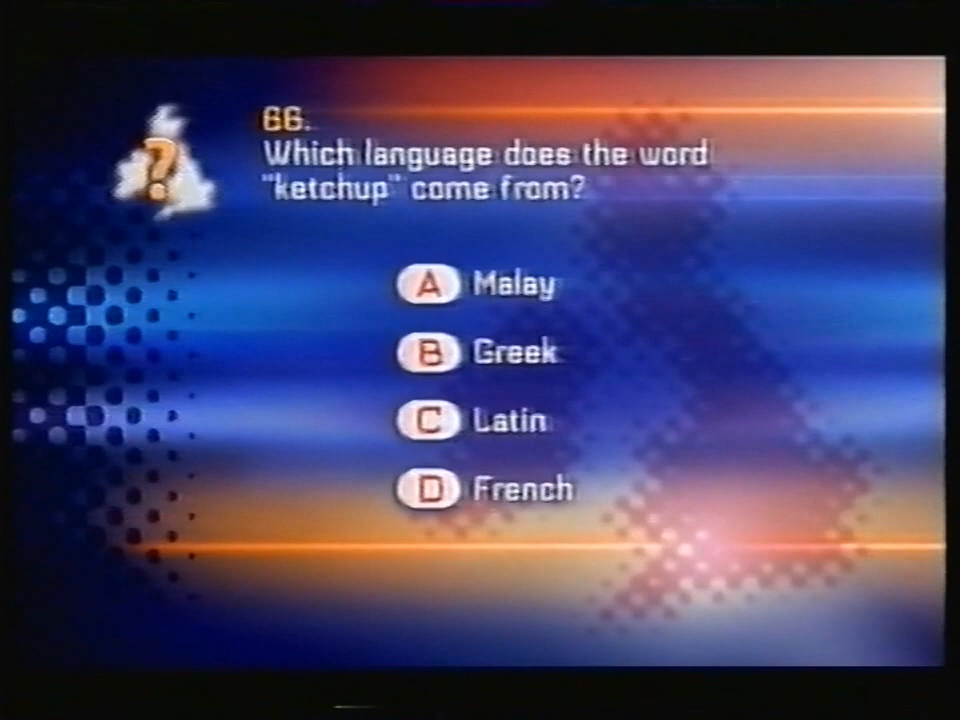 ?
66.
Which language does the word
"ketchup" come from?
A Malay
B Greek
C Latin
D French